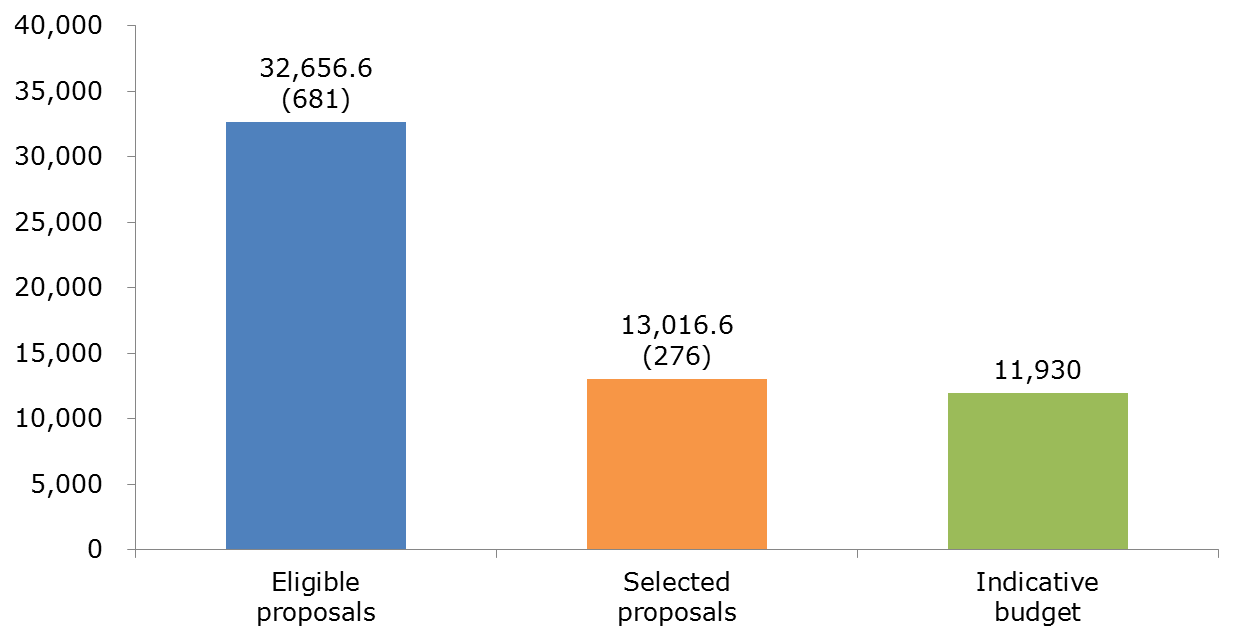 40,000
35,000
30,000
25,000
20,000
15,000
10,000
5,000
0
32,656.6
(681)
13,016.6
(276)
11,930
Eligible
proposals
Selected
proposals
Indicative
budget